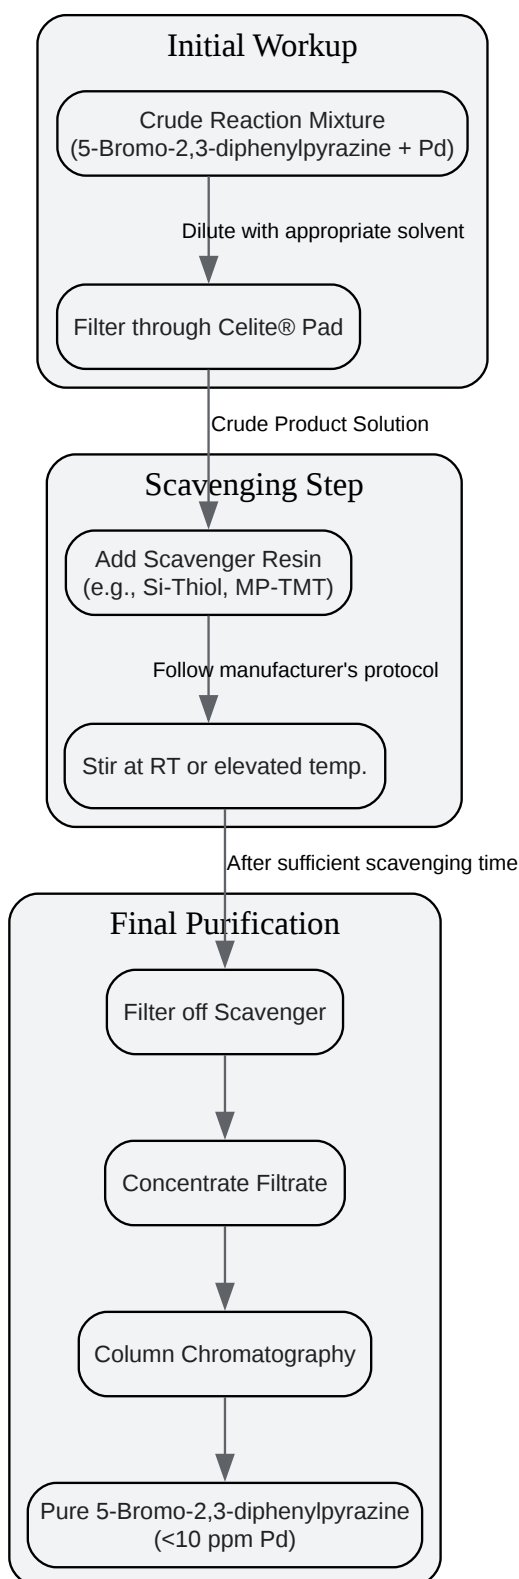 Initial Workup
Crude Reaction Mixture
(5-Bromo-2,3-diphenylpyrazine + Pd)
Dilute with appropriate solvent
Filter through Celite® Pad
Crude Product Solution
Scavenging Step
Add Scavenger Resin
(e.g., Si-Thiol, MP-TMT)
Follow manufacturer's protocol
Stir at RT or elevated temp.
After sufficient scavenging time
Final Purification
Filter off Scavenger
Concentrate Filtrate
Column Chromatography
Pure 5-Bromo-2,3-diphenylpyrazine
(<10 ppm Pd)